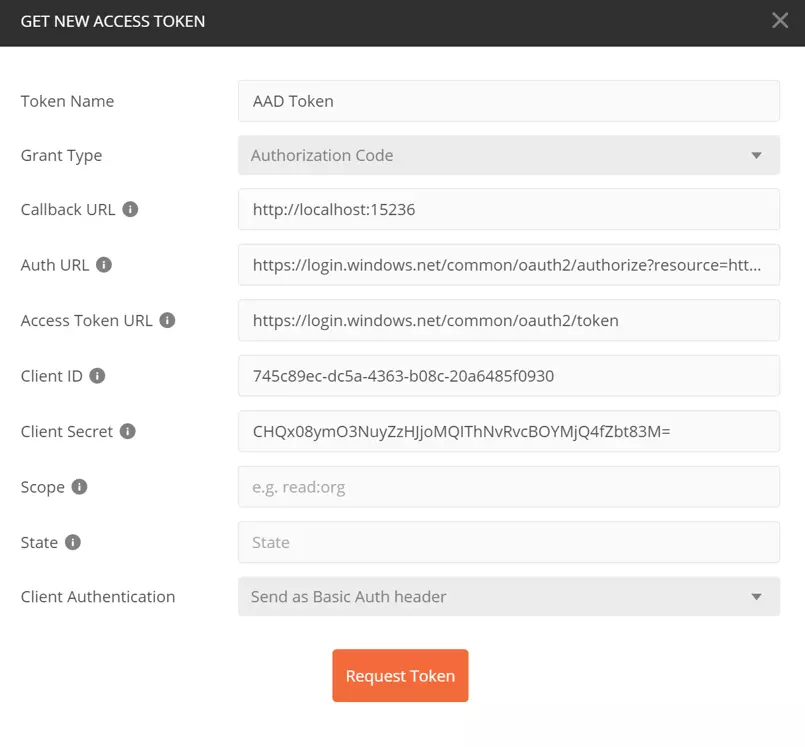 GET NEW ACCESS TOKEN
Token Name AAD Token
Grant Type Authorization Code
Callback URL http://localhost:15236
Auth URL https://login.windows.net/common/oauth2/authorize?resource=htt...
Access Token URL https://login.windows.net/common/oauth2/token
Client ID 745c89ec-dc5a-4363-b08c-20a6485f0930
Client Secret CHQx08ymO3NuyZzHJjoMQIThNvRvcBOYMjQ4fZbt83M=
Scope e.g. read:org
State State
Client Authentication Send as Basic Auth header
Request Token